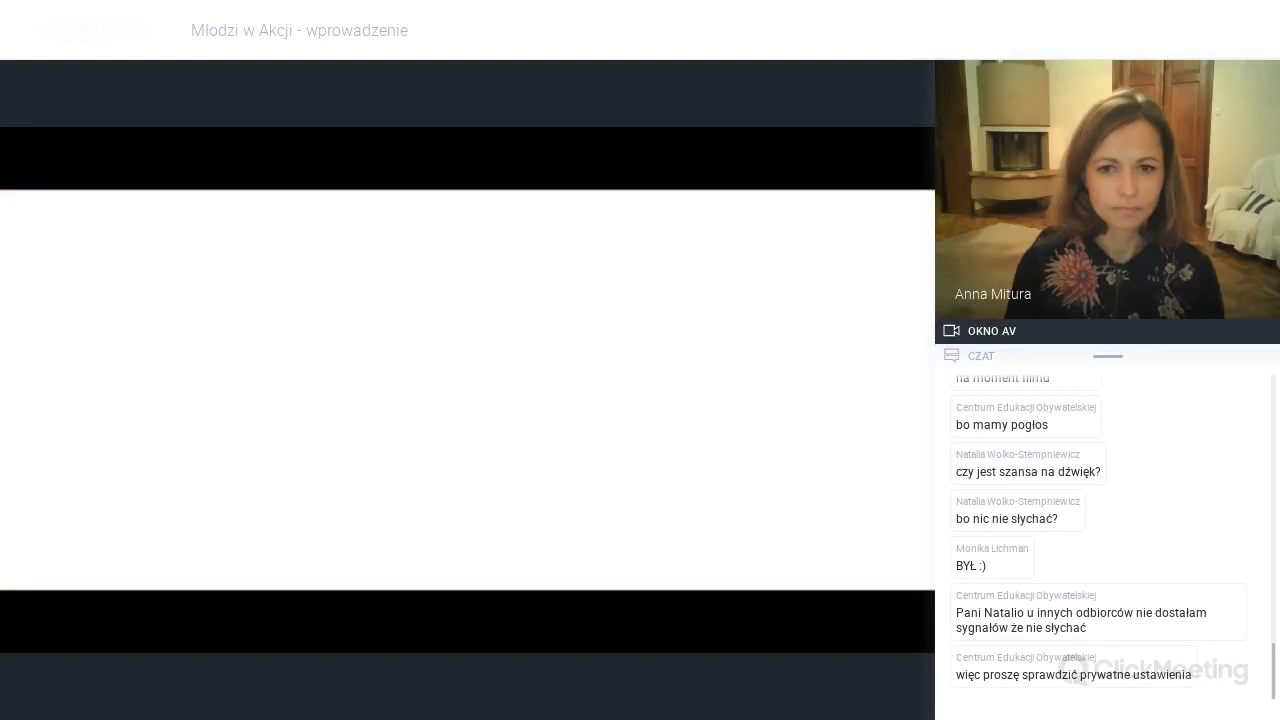 Młodzi w Akcji - wprowadzenie
Anna Mitura
OKNO AV
CZAT
na moment filmu
Centrum Edukacji Obywatelskiej
bo mamy pogłos
Natalia Wolko-Stempniewicz
czy jest szansa na dźwięk?
Natalia Wolko-Stempniewicz
bo nic nie słychać?
Monika Lichman
BYŁ :)
Centrum Edukacji Obywatelskiej
Pani Natalio u innych odbiorców nie dostałam
sygnałów że nie słychać
Centrum Edukacji Obywatelskiej
więc proszę sprawdzić prywatne ustawienia
ClickMeeting